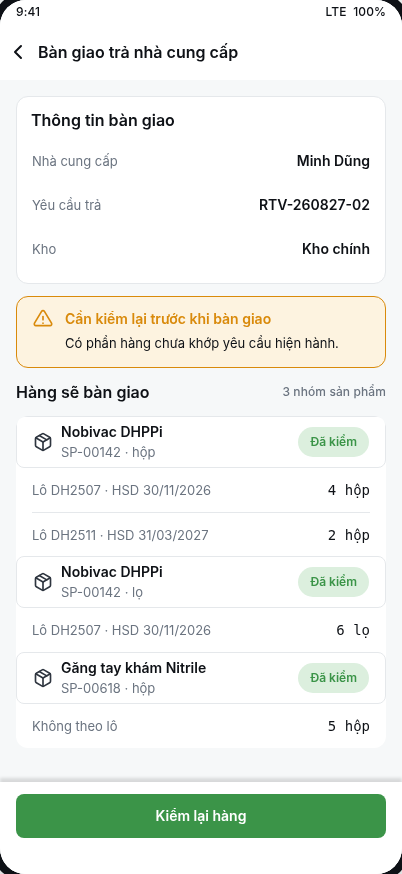 9:41
LTE 100%
Bàn giao trả nhà cung cấp
Thông tin bàn giao
Nhà cung cấp
Minh Dũng
Yêu cầu trả
RTV-260827-02
Kho
Kho chính
Cần kiểm lại trước khi bàn giao
Có phần hàng chưa khớp yêu cầu hiện hành.
Hàng sẽ bàn giao
3 nhóm sản phẩm
Nobivac DHPPi
SP-00142 · hộp
Đã kiểm
Lô DH2507 · HSD 30/11/2026
4 hộp
Lô DH2511 · HSD 31/03/2027
2 hộp
Nobivac DHPPi
SP-00142 · lọ
Đã kiểm
Lô DH2507 · HSD 30/11/2026
6 lọ
Găng tay khám Nitrile
SP-00618 · hộp
Đã kiểm
Không theo lô
5 hộp
Kiểm lại hàng